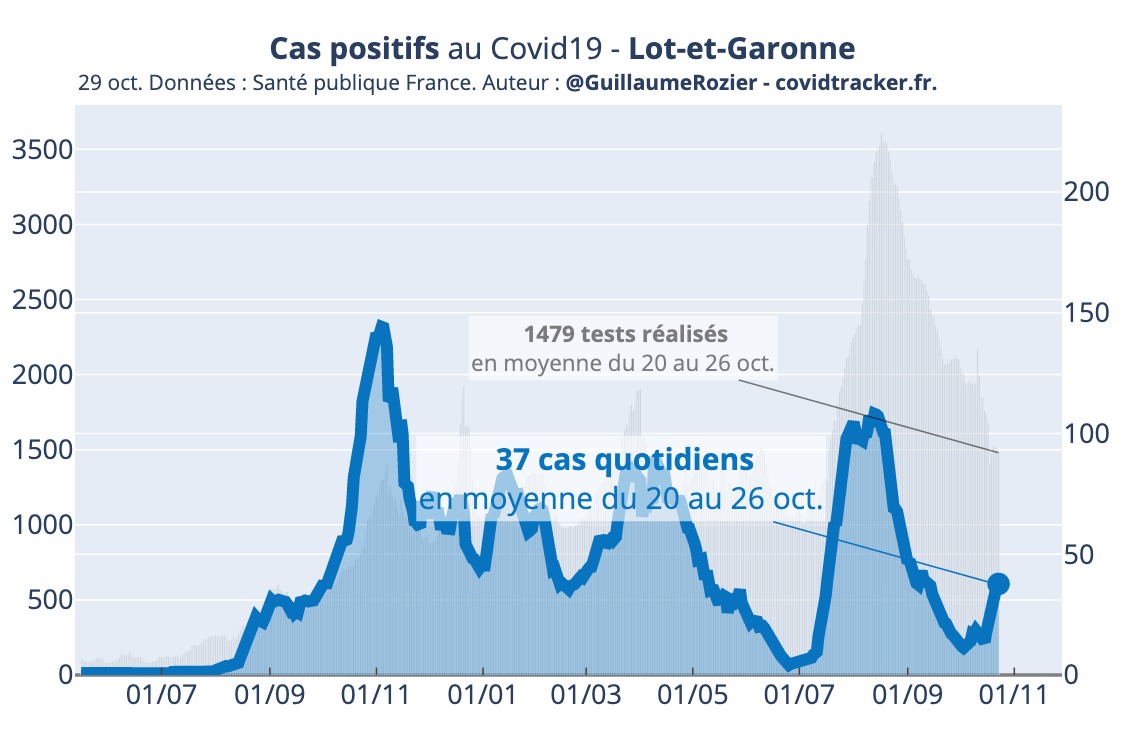 Cas positifs au Covid19 - Lot-et-Garonne
29 oct. Données : Santé publique France. Auteur : @GuillaumeRozier - covidtracker.fr.
3500
3000
2500
2000
1500
1000
500
0
200
150
100
50
0
1479 tests réalisés
en moyenne du 20 au 26 oct.
37 cas quotidiens
en moyenne du 20 au 26 oct.
01/07 01/09 01/11 01/01 01/03 01/05 01/07 01/09 01/11